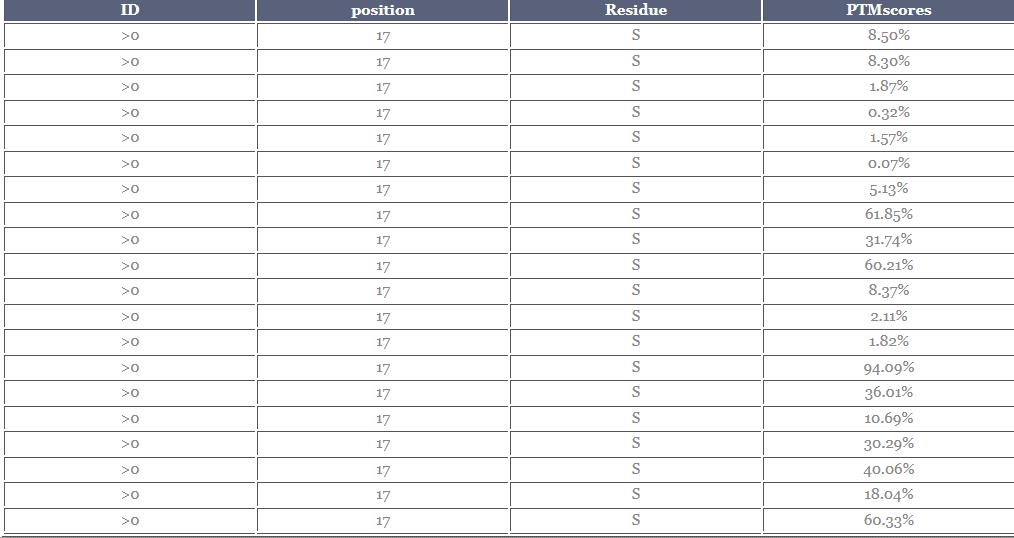 ID position Residue PTMscores
>0 17 S 8.50%
>0 17 S 8.30%
>0 17 S 1.87%
>0 17 S 0.32%
>0 17 S 1.57%
>0 17 S 0.07%
>0 17 S 5.13%
>0 17 S 61.85%
>0 17 S 31.74%
>0 17 S 60.21%
>0 17 S 8.37%
>0 17 S 2.11%
>0 17 S 1.82%
>0 17 S 94.09%
>0 17 S 36.01%
>0 17 S 10.69%
>0 17 S 30.29%
>0 17 S 40.06%
>0 17 S 18.04%
>0 17 S 60.33%